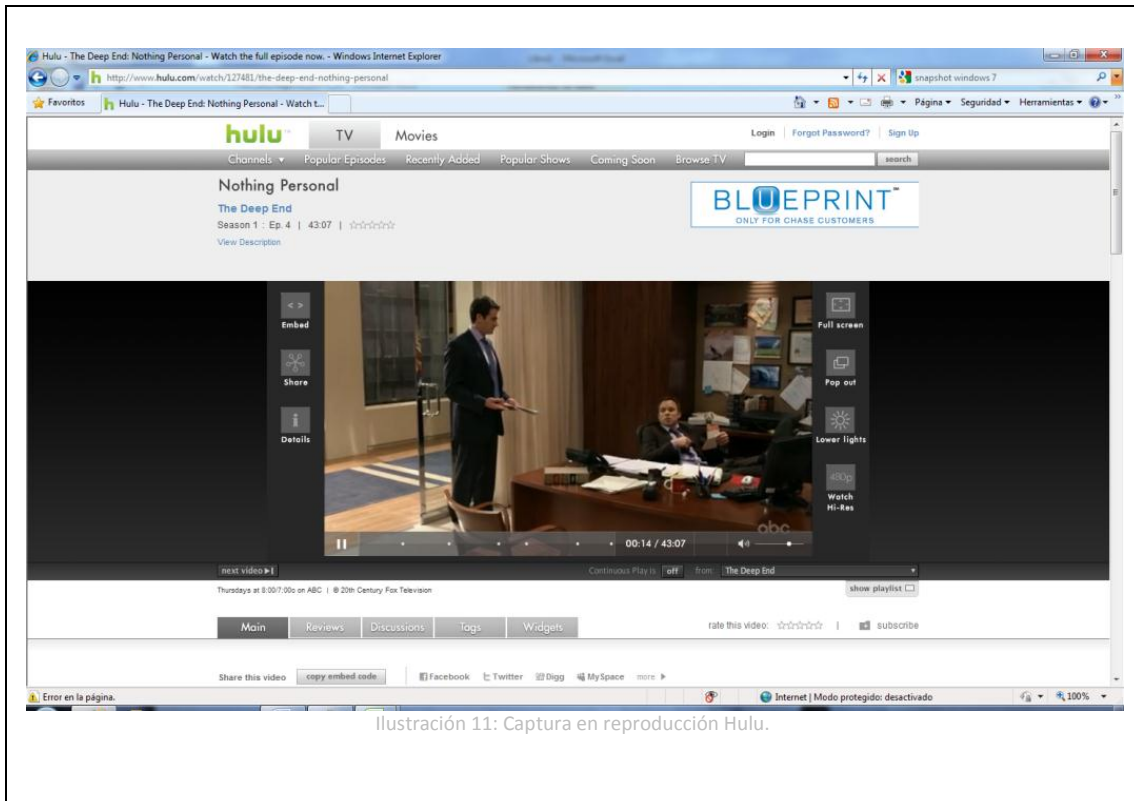 Hulu - The Deep End: Nothing Personal - Watch the full episode now. - Windows Internet Explorer
http://www.hulu.com/watch/127481/the-deep-end-nothing-personal
snapshot windows 7
Favoritos
Hulu - The Deep End: Nothing Personal - Watch t...
Página Seguridad Herramientas
hulu TV Movies
Login | Forgot Password? | Sign Up
Channels Popular Episodes Recently Added Popular Shows Coming Soon Browse TV search
Nothing Personal
The Deep End
Season 1 : Ep. 4 | 43:07 |
View Description
BLUEPRINT™
ONLY FOR CHASE CUSTOMERS
< >
Embed
Share
i
Details
Full screen
Pop out
Lower lights
480p
Watch
Hi-Res
abc
00:14 / 43:07
next video
Continuous Play is off from: The Deep End
Thursdays at 8:00/7:00c on ABC | © 20th Century Fox Television
show playlist
Main Reviews Discussions Tags Widgets
rate this video: | subscribe
Share this video copy embed code Facebook Twitter Digg MySpace more
Error en la página.
Internet | Modo protegido: desactivado
100%
Ilustración 11: Captura en reproducción Hulu.